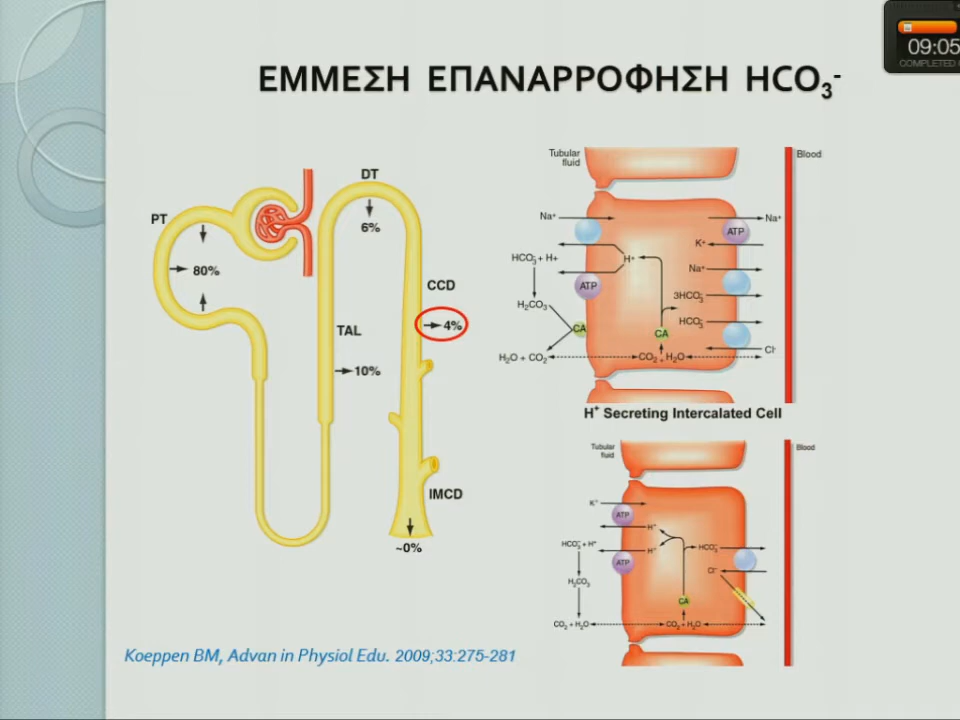 09:05
COMPLETED
ΕΜΜΕΣΗ ΕΠΑΝΑΡΡΟΦΗΣΗ HCO₃⁻
PT
80%
DT
6%
TAL
10%
CCD
4%
IMCD
~0%
Tubular
fluid
Blood
Na⁺
Na⁺
ATP
K⁺
HCO₃⁻ + H+
H⁺
Na⁺
ATP
3HCO₃⁻
H₂CO₃
HCO₃⁻
CA
CA
Cl⁻
H₂O + CO₂
CO₂ + H₂O
H⁺ Secreting Intercalated Cell
Tubular
fluid
Blood
K⁺
ATP
H⁺
HCO₃⁻ + H⁺
H⁺
HCO₃⁻
ATP
Cl⁻
H₂CO₃
CA
CO₂ + H₂O
CO₂ + H₂O
Koeppen BM, Advan in Physiol Edu. 2009;33:275-281